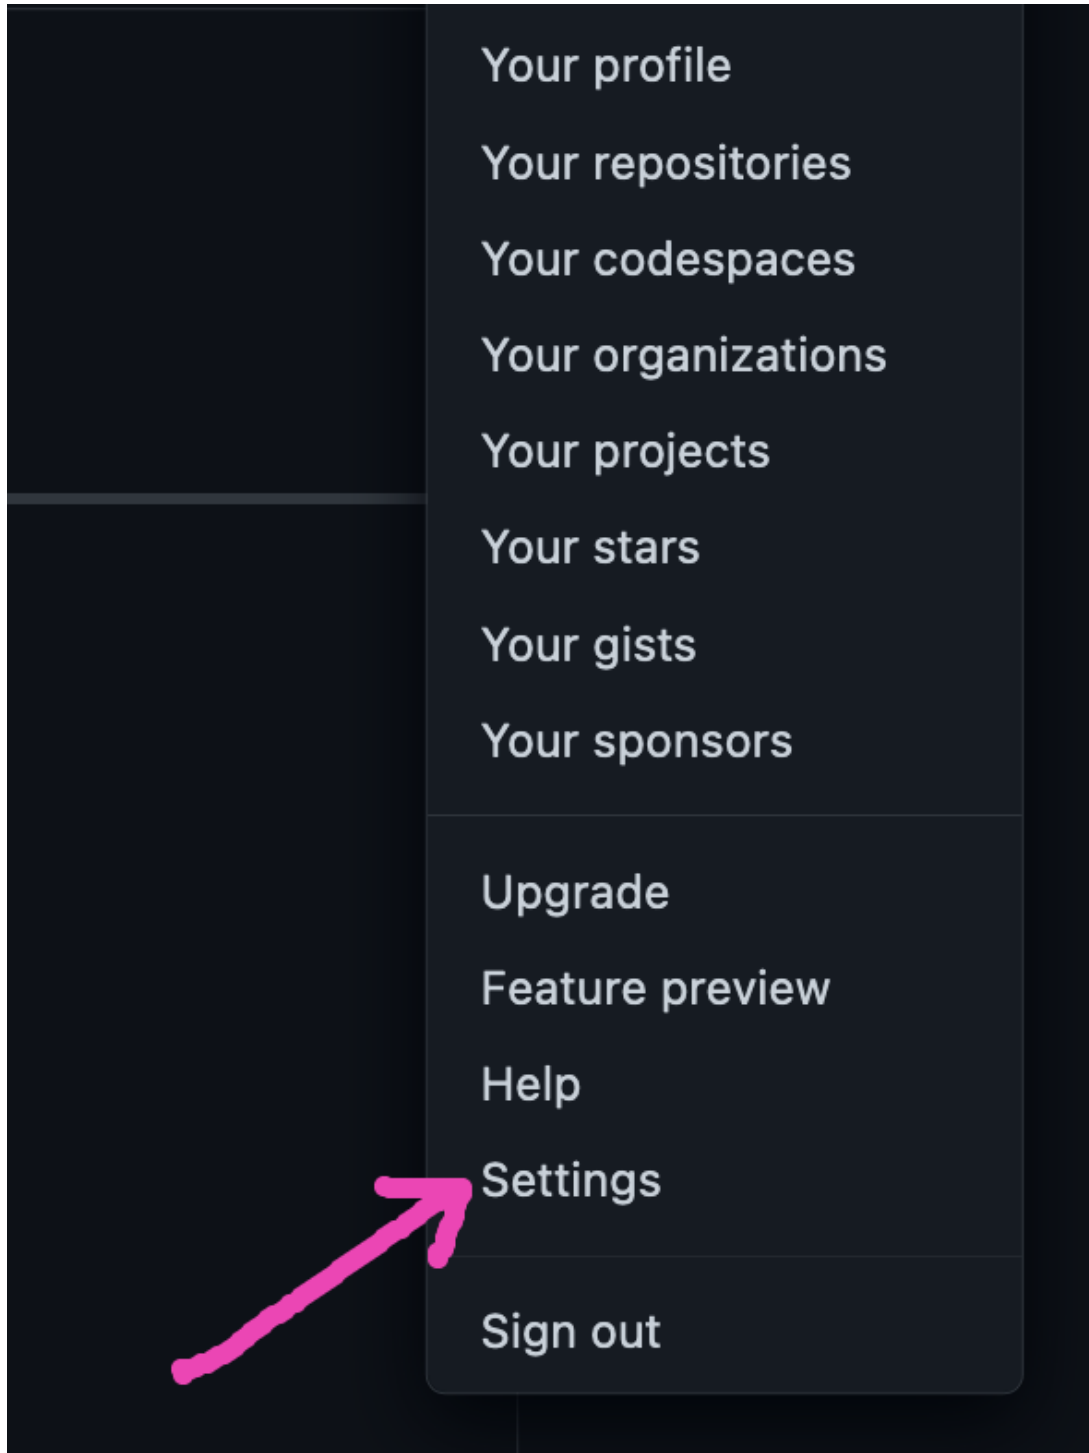 Your profile
Your repositories
Your codespaces
Your organizations
Your projects
Your stars
Your gists
Your sponsors
Upgrade
Feature preview
Help
Settings
Sign out